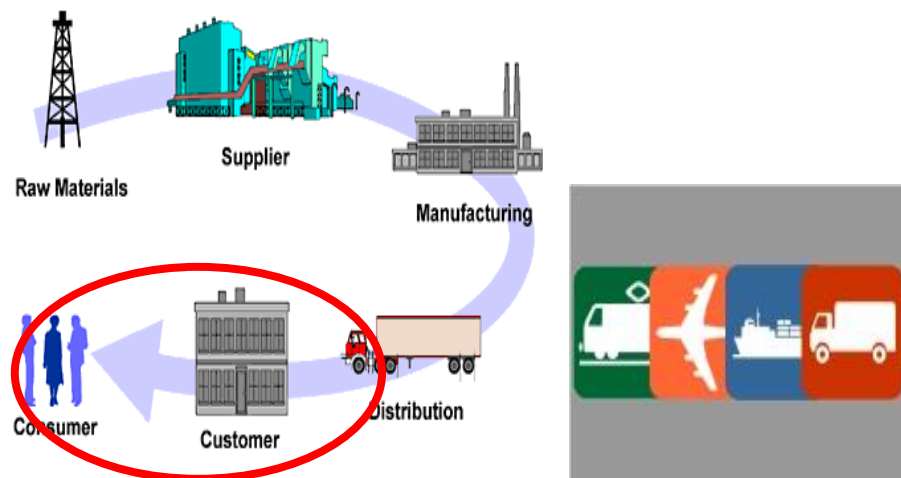 Raw Materials
Supplier
Manufacturing
Distribution
Customer
Consumer